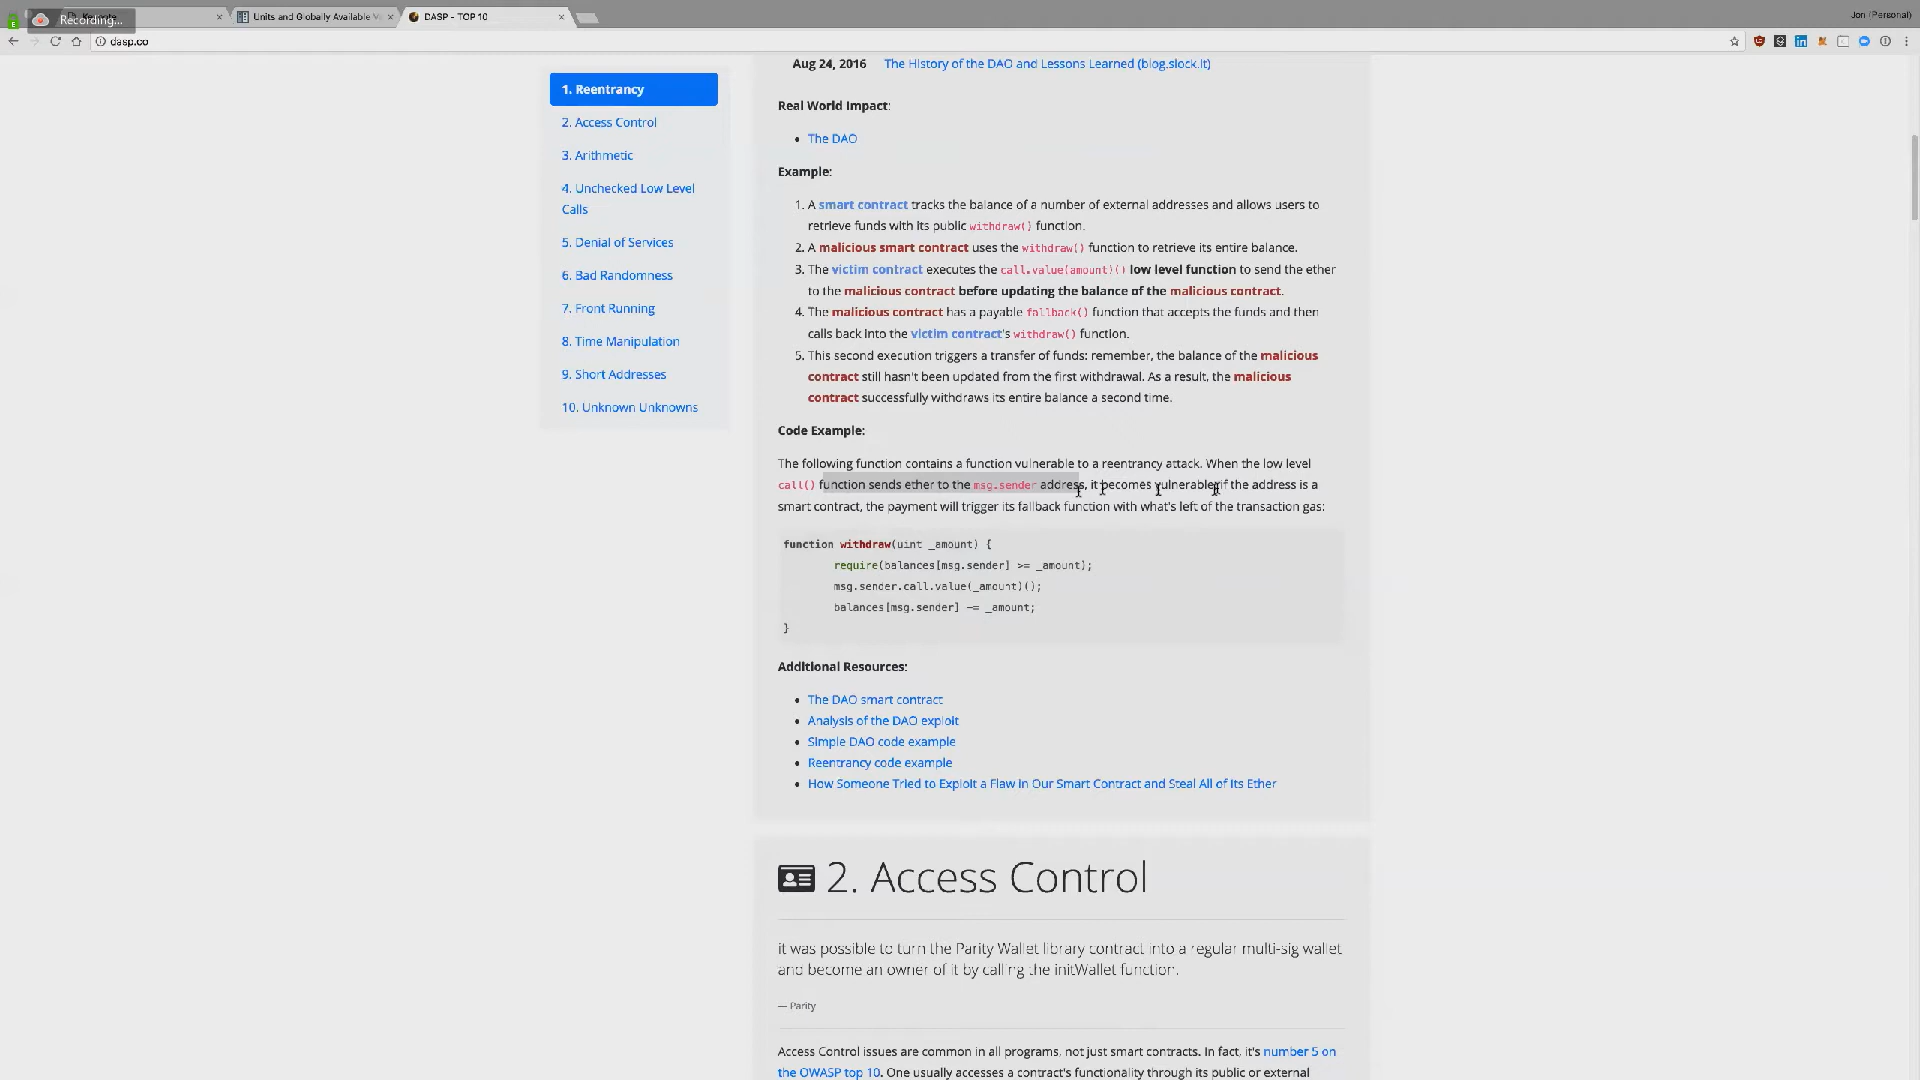 Recording...
Units and Globally Available V
DASP - TOP 10
Jori (Personal)
dasp.co
1. Reentrancy
2. Access Control
3. Arithmetic
4. Unchecked Low Level
Calls
5. Denial of Services
6. Bad Randomness
7. Front Running
8. Time Manipulation
9. Short Addresses
10. Unknown Unknowns
Aug 24, 2016 The History of the DAO and Lessons Learned (blog.slock.it)
Real World Impact:
• The DAO
Example:
1. A smart contract tracks the balance of a number of external addresses and allows users to
retrieve funds with its public withdraw() function.
2. A malicious smart contract uses the withdraw() function to retrieve its entire balance.
3. The victim contract executes the call.value(amount)() low level function to send the ether
to the malicious contract before updating the balance of the malicious contract.
4. The malicious contract has a payable fallback() function that accepts the funds and then
calls back into the victim contract's withdraw() function.
5. This second execution triggers a transfer of funds: remember, the balance of the malicious
contract still hasn't been updated from the first withdrawal. As a result, the malicious
contract successfully withdraws its entire balance a second time.
Code Example:
The following function contains a function vulnerable to a reentrancy attack. When the low level
call() function sends ether to the msg.sender address, it becomes vulnerable; if the address is a
smart contract, the payment will trigger its fallback function with what's left of the transaction gas:
function withdraw(uint _amount) {
require(balances[msg.sender] >= _amount);
msg.sender.call.value(_amount)();
balances[msg.sender] -= _amount;
}
Additional Resources:
• The DAO smart contract
• Analysis of the DAO exploit
• Simple DAO code example
• Reentrancy code example
• How Someone Tried to Exploit a Flaw in Our Smart Contract and Steal All of Its Ether
2. Access Control
it was possible to turn the Parity Wallet library contract into a regular multi-sig wallet
and become an owner of it by calling the initWallet function.
— Parity
Access Control issues are common in all programs, not just smart contracts. In fact, it's number 5 on
the OWASP top 10. One usually accesses a contract's functionality through its public or external